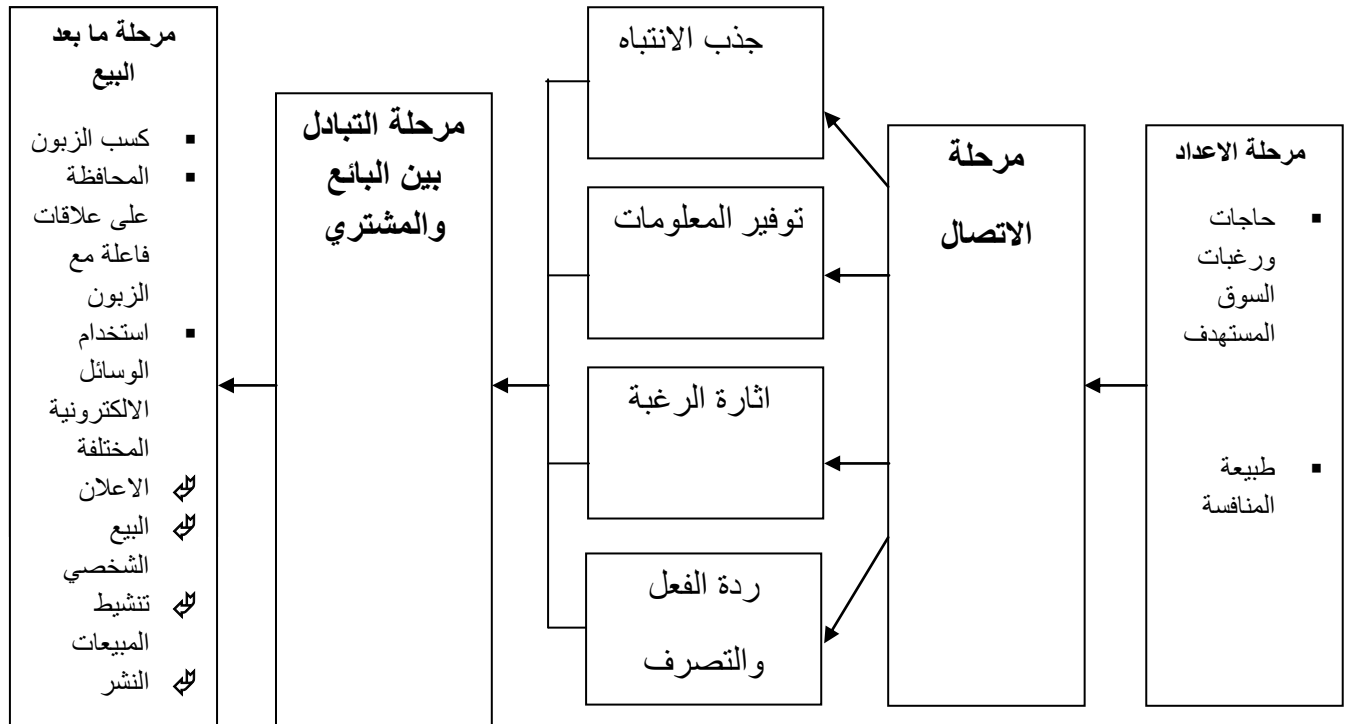 مرحلة الاعداد
▪ حاجات
ورغبات
السوق
المستهدف
▪ طبيعة
المنافسة
مرحلة
الاتصال
جذب الانتباه
توفير المعلومات
اثارة الرغبة
ردة الفعل
والتصرف
مرحلة التبادل
بين البائع
والمشتري
مرحلة ما بعد
البيع
▪ كسب الزبون
▪ المحافظة
على علاقات
فاعلة مع
الزبون
▪ استخدام
الوسائل
الالكترونية
المختلفة
الاعلان
البيع
الشخصي
تنشيط
المبيعات
النشر